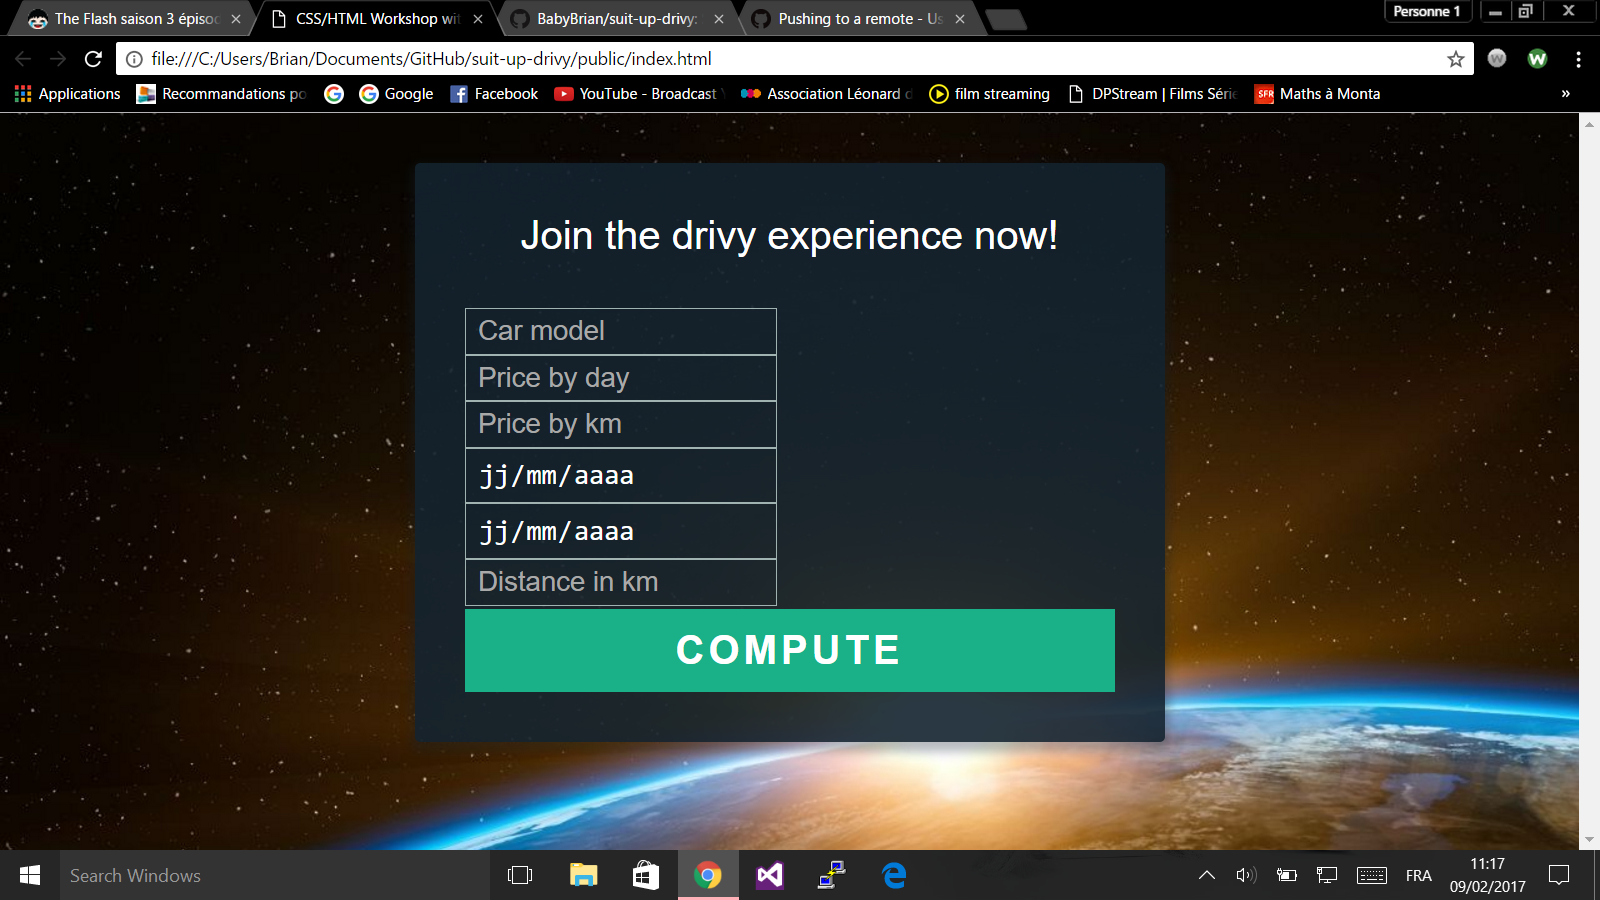 The Flash saison 3 épisoc
CSS/HTML Workshop wit
BabyBrian/suit-up-drivy:
Pushing to a remote - Us
Personne 1
file:///C:/Users/Brian/Documents/GitHub/suit-up-drivy/public/index.html
Applications
Recommandations po
Google
Facebook
YouTube - Broadcast
Association Léonard d
film streaming
DPStream | Films Série
SFR
Maths à Monta
»
Join the drivy experience now!
Car model
Price by day
Price by km
jj/mm/aaaa
jj/mm/aaaa
Distance in km
COMPUTE
Search Windows
FRA
11:17
09/02/2017